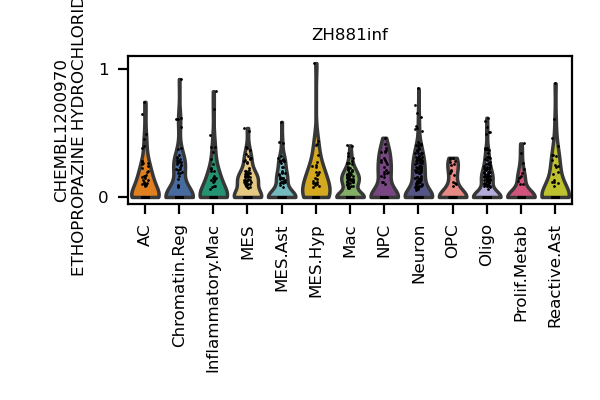 ZH881inf
CHEMBL1200970
ETHOPROPAZINE HYDROCHLORID
1
0
AC
Chromatin.Reg
Inflammatory.Mac
MES
MES.Ast
MES.Hyp
Mac
NPC
Neuron
OPC
Oligo
Prolif.Metab
Reactive.Ast